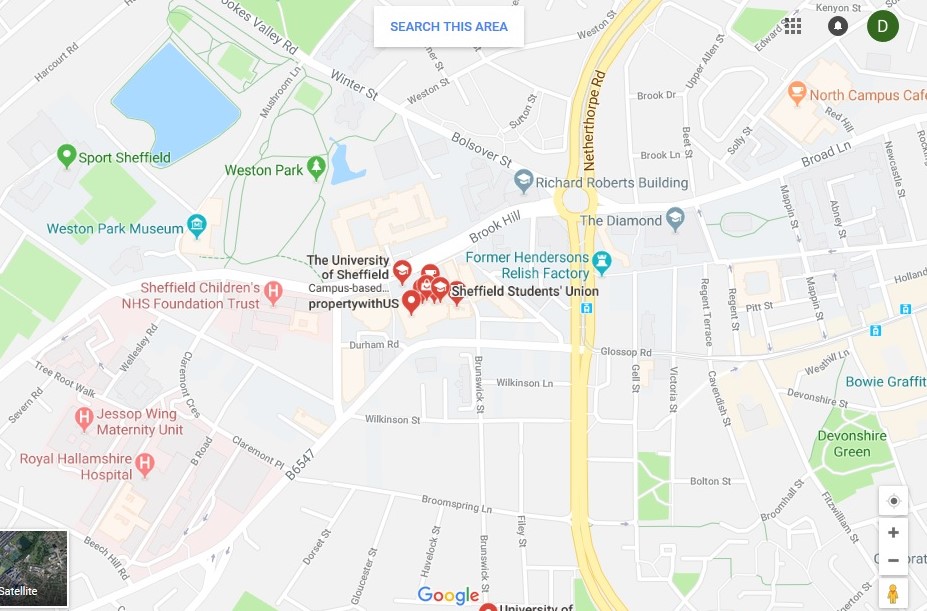 Kenyon St
ookes Valley Rd
Weston St
SEARCH THIS AREA
Edward St
D
Harcourt Rd
Upper Allen St
Winter St
Mushroom Ln
Weston St
Netherthorpe Rd
Brook Dr
North Campus Cafe
Sutton St
Red Hill
Solly St
Beet St
Bolsover St
Broad Ln
Brook Ln
Sport Sheffield
Weston Park
Newcastle St
Rockin
Richard Roberts Building
Mappin St
Abney St
Weston Park Museum
Brook Hill
The Diamond
Mappin St
The University
of Sheffield
Campus-based...
propertywithUS
Former Hendersons
Relish Factory
Sheffield Students' Union
Sheffield Children's
NHS Foundation Trust
Holland
Regent Terrace
Regent St
Pitt St
Durham Rd
Glossop Rd
Wellesley Rd
Claremont Cres
Tree Root Walk
Severn Rd
Brunswick St
Wilkinson Ln
Gell St
Victoria St
Cavendish St
Westhill Ln
Bowie Graffit
Devonshire St
Wilkinson St
Jessop Wing
Maternity Unit
B Road
Claremont Pl
B6547
Devonshire
Green
Royal Hallamshire
Hospital
Bolton St
Broomhall St
Fitzwilliam St
Broomspring Ln
Beech Hill Rd
Dorset St
Gloucester St
Havelock St
Brunswick St
Filey St
Egerton St
Satellite
Google
University of